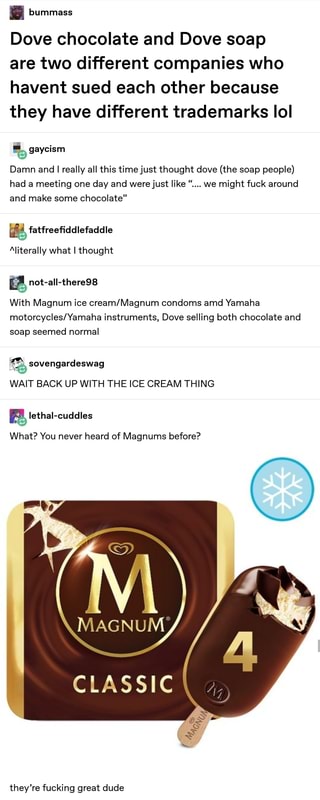 bummass
Dove chocolate and Dove soap
are two different companies who
havent sued each other because
they have different trademarks lol
gaycism
Damn and I really all this time just thought dove (the soap people)
had a meeting one day and were just like ".... we might fuck around
and make some chocolate"
fatfreefiddlefaddle
^literally what I thought
not-all-there98
With Magnum ice cream/Magnum condoms amd Yamaha
motorcycles/Yamaha instruments, Dove selling both chocolate and
soap seemed normal
sovengardeswag
WAIT BACK UP WITH THE ICE CREAM THING
lethal-cuddles
What? You never heard of Magnums before?
M
MAGNUM®
CLASSIC
4
M
MAGNUM
they're fucking great dude